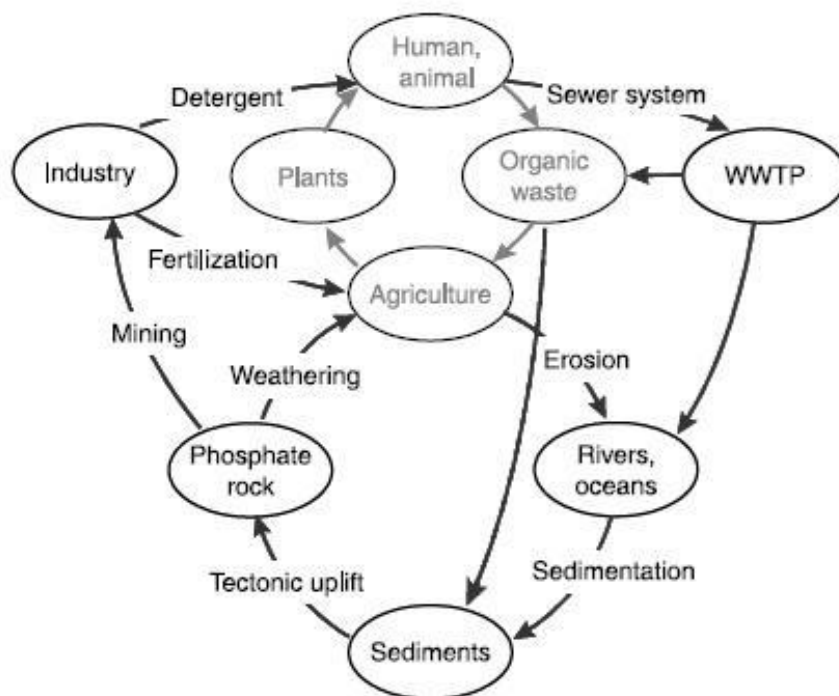 Human,
animal
Detergent
Sewer system
Industry
Plants
Organic
waste
WWTP
Fertilization
Agriculture
Mining
Weathering
Erosion
Phosphate
rock
Rivers,
oceans
Tectonic uplift
Sedimentation
Sediments